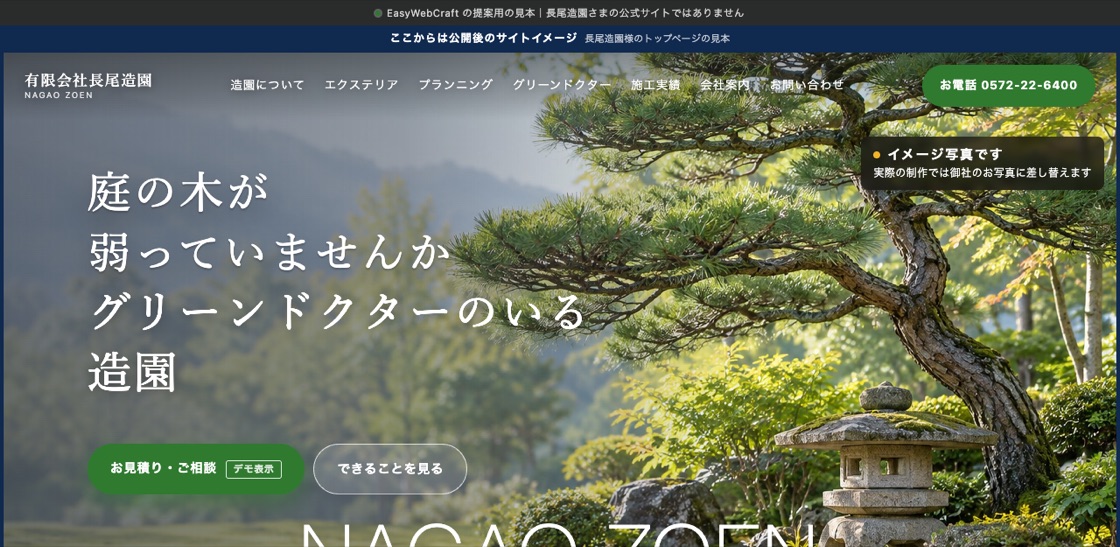 EasyWebCraft の提案用の見本｜長尾造園さまの公式サイトではありません
ここからは公開後のサイトイメージ 長尾造園様のトップページの見本
有限会社長尾造園
NAGAO ZOEN
造園について エクステリア プランニング グリーンドクター 施工実績 会社案内 お問い合わせ
お電話 0572-22-6400
イメージ写真です
実際の制作では御社のお写真に差し替えます
庭の木が
弱っていませんか
グリーンドクターのいる
造園
お見積り・ご相談 デモ表示
できることを見る
NAGAO ZOEN